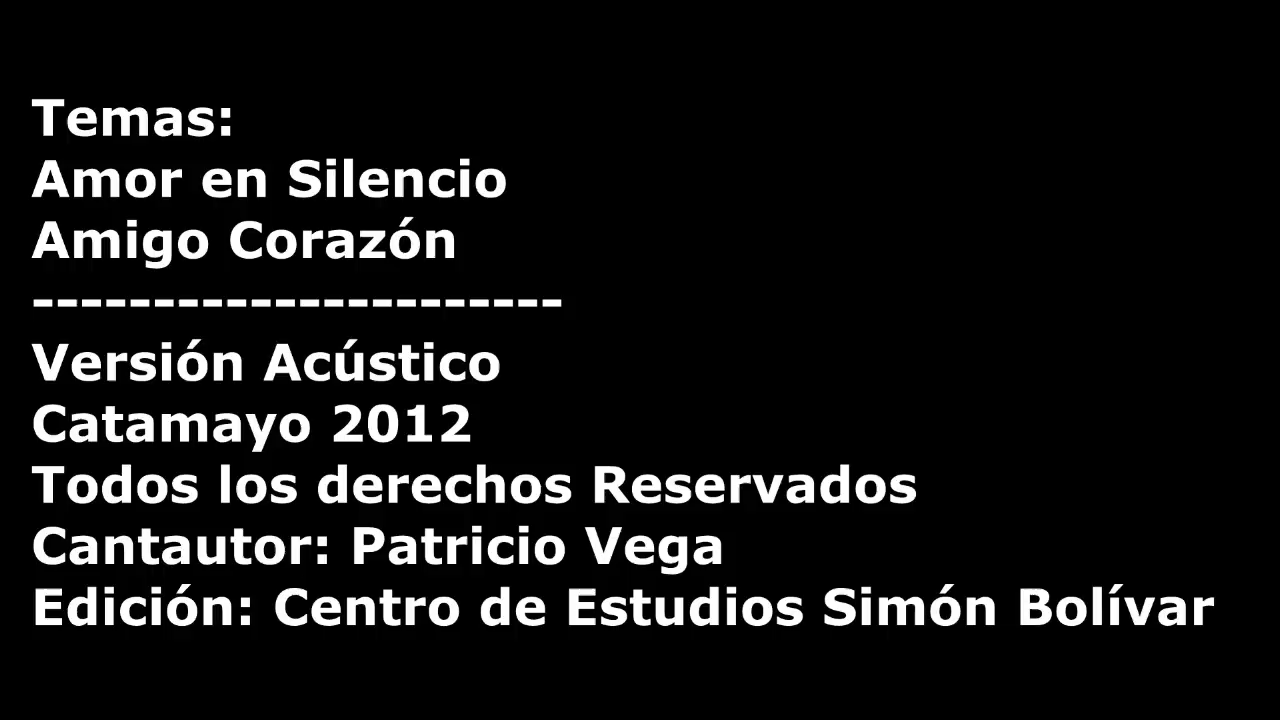 Temas:
Amor en Silencio
Amigo Corazón
----------------------
Versión Acústico
Catamayo 2012
Todos los derechos Reservados
Cantautor: Patricio Vega
Edición: Centro de Estudios Simón Bolívar